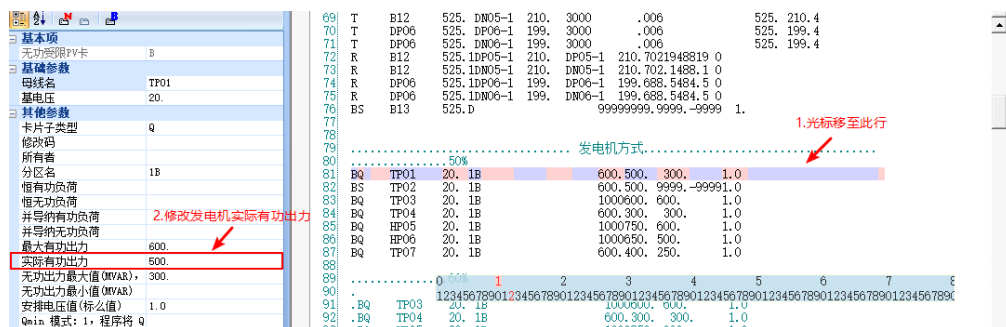 基本项
无功受限PV卡 B
基础参数
母线名 TP01
基电压 20.
其他参数
卡片子类型 Q
修改码
所有者
分区名 1B
恒有功负荷
恒无功负荷
并导纳有功负荷
并导纳无功负荷
最大有功出力 600.
实际有功出力 500.
无功出力最大值(MVAR), 300.
无功出力最小值(MVAR)
安排电压值(标么值) 1.0
Qmin 模式: 1, 程序将 Q
2.修改发电机实际有功出力
69 T B12 525. DN05-1 210. 3000 .006 525. 210.4
70 T DP06 525. DP06-1 199. 3000 .006 525. 199.4
71 T DP06 525. DN06-1 199. 3000 .006 525. 199.4
72 R B12 525.1DP05-1 210. DP05-1 210.7021948819 0
73 R B12 525.1DP05-1 210. DN05-1 210.702.1488.1 0
74 R DP06 525.1DP06-1 199. DP06-1 199.688.5484.5 0
75 R DP06 525.1DN06-1 199. DN06-1 199.688.5484.5 0
76 BS B13 525.D 99999999.9999.-9999 1.
77
1.光标移至此行
78
79 .................................. 发电机方式....................................
80 ...............50%
81 BQ TP01 20. 1B 600.500. 300. 1.0
82 BS TP02 20. 1B 600.500. 9999.-99991.0
83 BQ TP03 20. 1B 1000600. 600. 1.0
84 BQ TP04 20. 1B 600.300. 300. 1.0
85 BQ HP05 20. 1B 1000750. 600. 1.0
86 BQ HP06 20. 1B 1000650. 500. 1.0
87 BQ TP07 20. 1B 600.400. 250. 1.0
88
89 ...............60%
0 1 2 3 4 5 6 7 8
90
12345678901234567890123456789012345678901234567890123456789012345678901234567890
91 .BQ TP03 20. 1B 1000600. 600. 1.0
92 .BQ TP04 20. 1B 600.300. 300. 1.0